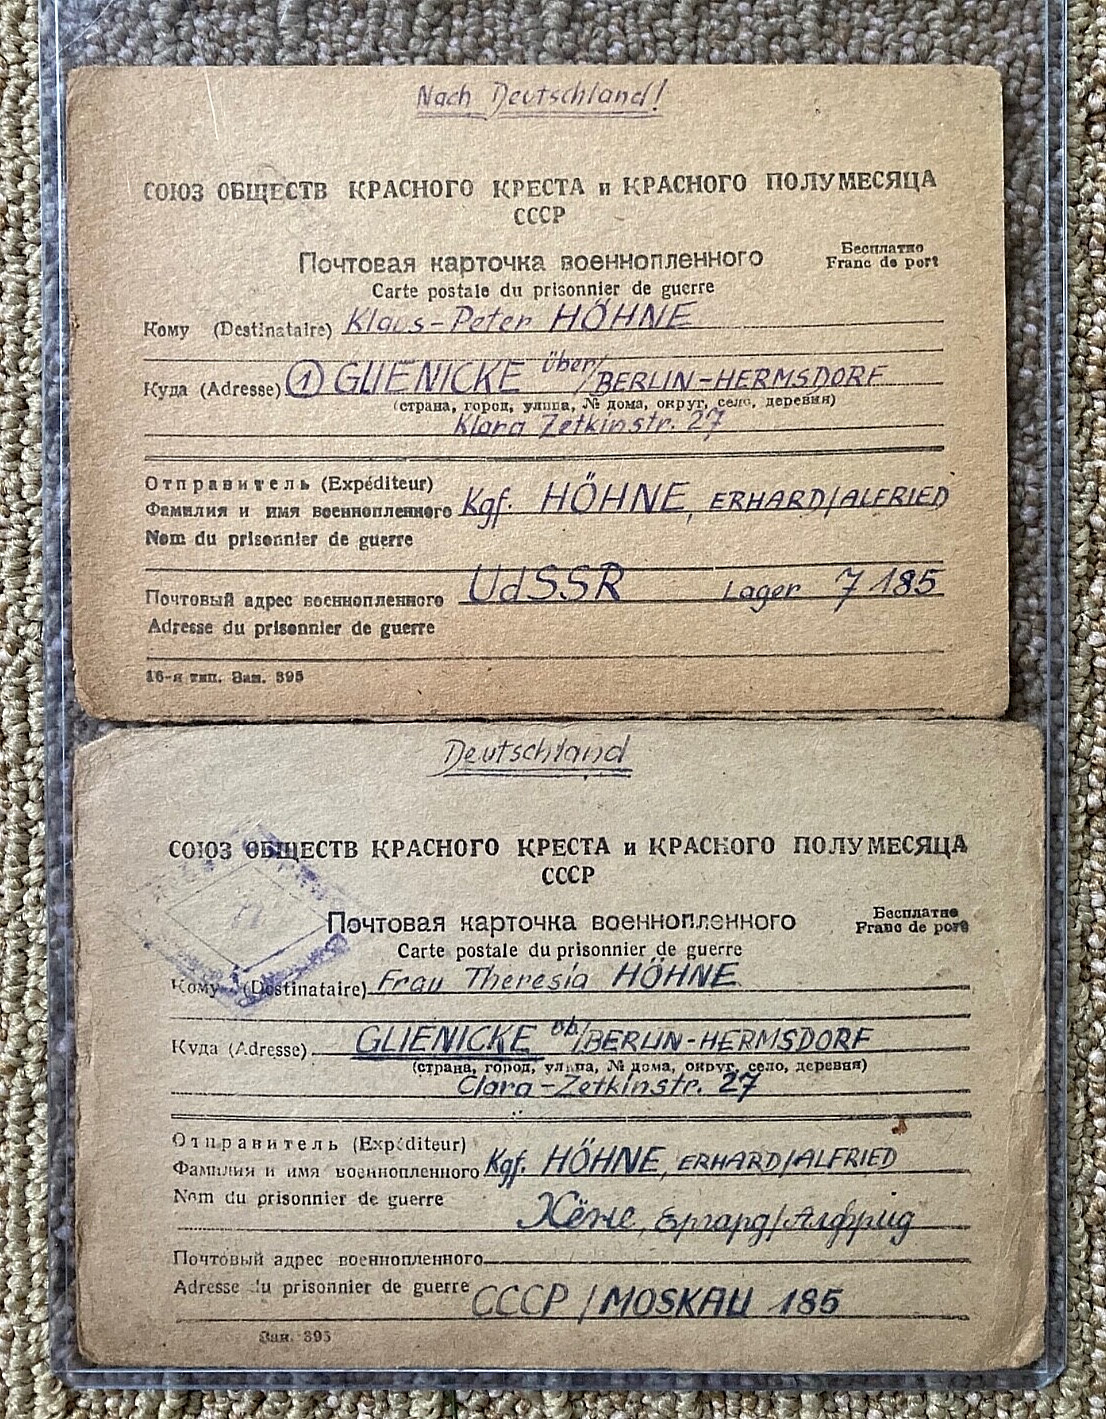 Nach Deutschland!
СОЮЗ ОБЩЕСТВ КРАСНОГО КРЕСТА и КРАСНОГО ПОЛУМЕСЯЦА
СССР
Почтовая карточка военнопленного
Бесплатно
Carte postale du prisonnier de guerre
Franc de port
Кому (Destinataire) Klaus-Peter HÖHNE
Куда (Adresse) 1 GLIENICKE über/BERLIN-HERMSDORF
(страна, город, улица, № дома, округ, село, деревня)
Klara Zetkinstr. 27
Отправитель (Expéditeur)
Фамилия и имя военнопленного Kgf. HÖHNE, ERHARD/ALFRIED
Nom du prisonnier de guerre
Почтовый адрес военнопленного UdSSR Lager 7185
Adresse du prisonnier de guerre
16-я тип. Зак. 395
Deutschland
СОЮЗ ОБЩЕСТВ КРАСНОГО КРЕСТА и КРАСНОГО ПОЛУМЕСЯЦА
СССР
Почтовая карточка военнопленного
Бесплатно
Carte postale du prisonnier de guerre
Franc de port
Кому (Destinataire) Frau Theresia HÖHNE
Куда (Adresse) GLIENICKE üb./BERLIN-HERMSDORF
(страна, город, улица, № дома, округ, село, деревня)
Clara-Zetkinstr. 27
Отправитель (Expéditeur)
Фамилия и имя военнопленного Kgf. HÖHNE, ERHARD/ALFRIED
Nom du prisonnier de guerre
Хёне, Ергард/Алфрид
Почтовый адрес военнопленного
Adresse du prisonnier de guerre СССР/MOSKAU 185
Зак. 395